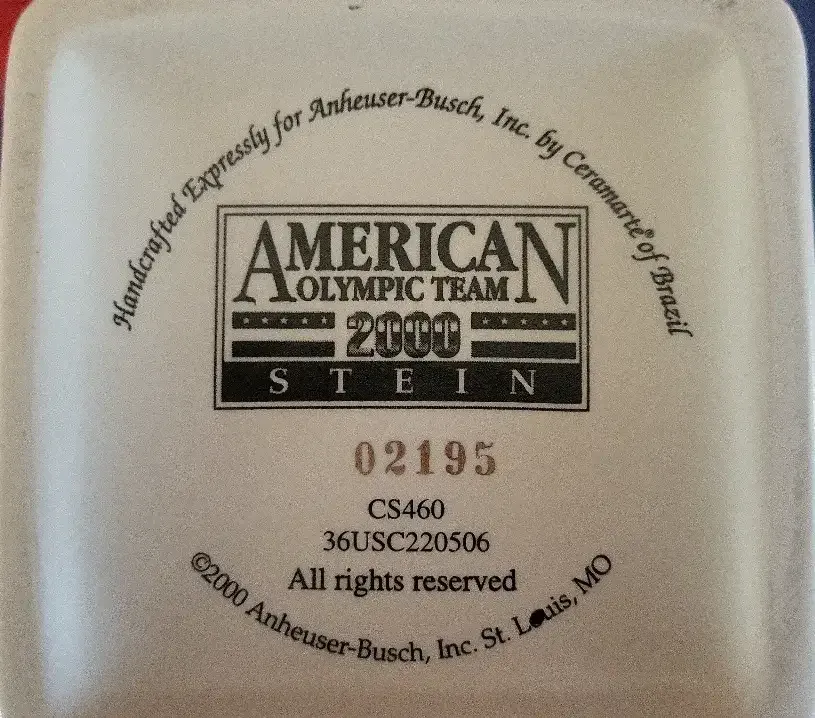 Handcrafted Expressly for Anheuser-Busch, Inc. by Ceramarte® of Brazil
AMERICAN
OLYMPIC TEAM
2000
STEIN
02195
CS460
36USC220506
All rights reserved
©2000 Anheuser-Busch, Inc. St. Louis, MO